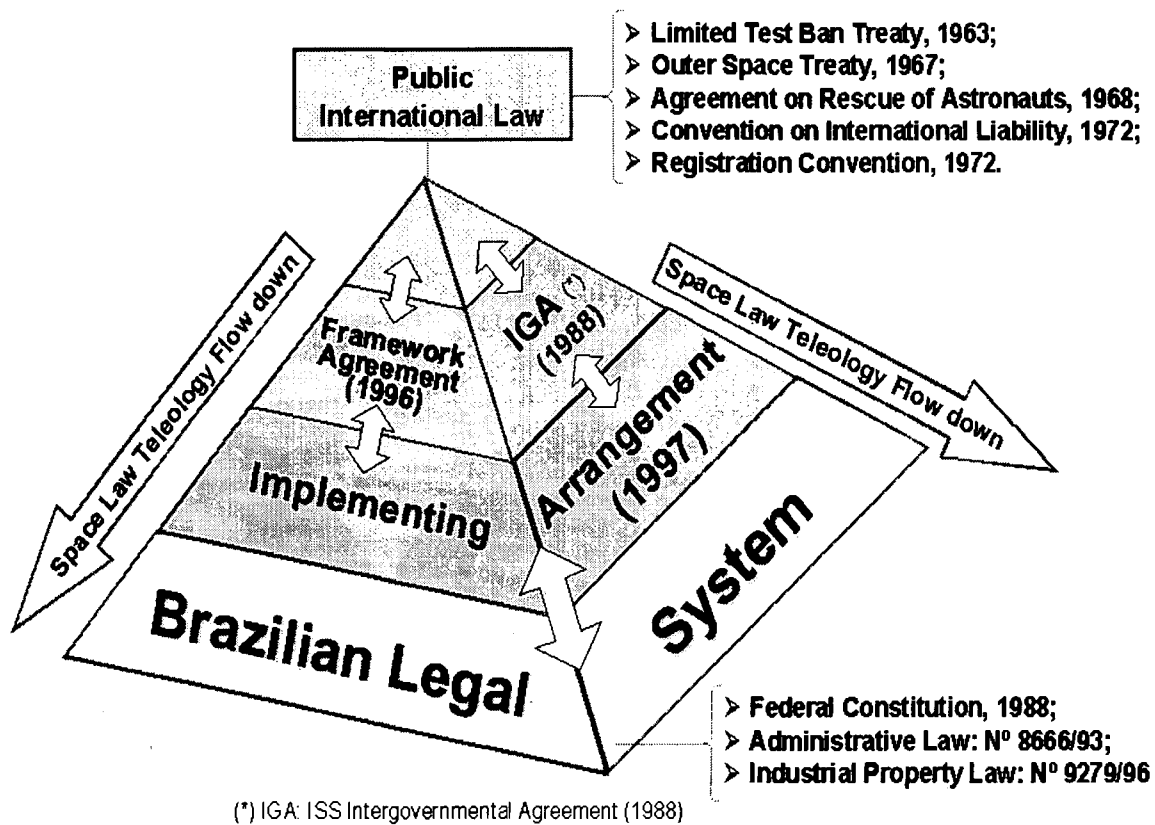 Public
International Law
➢ Limited Test Ban Treaty, 1963;
➢ Outer Space Treaty, 1967;
➢ Agreement on Rescue of Astronauts, 1968;
➢ Convention on International Liability, 1972;
➢ Registration Convention, 1972.
Space Law Teleology Flow down
Space Law Teleology Flow down
Framework
Agreement
(1996)
IGA (*)
(1988)
Implementing
Arrangement
(1997)
Brazilian Legal
System
➢ Federal Constitution, 1988;
➢ Administrative Law: Nº 8666/93;
➢ Industrial Property Law: Nº 9279/96
(*) IGA: ISS Intergovernmental Agreement (1988)